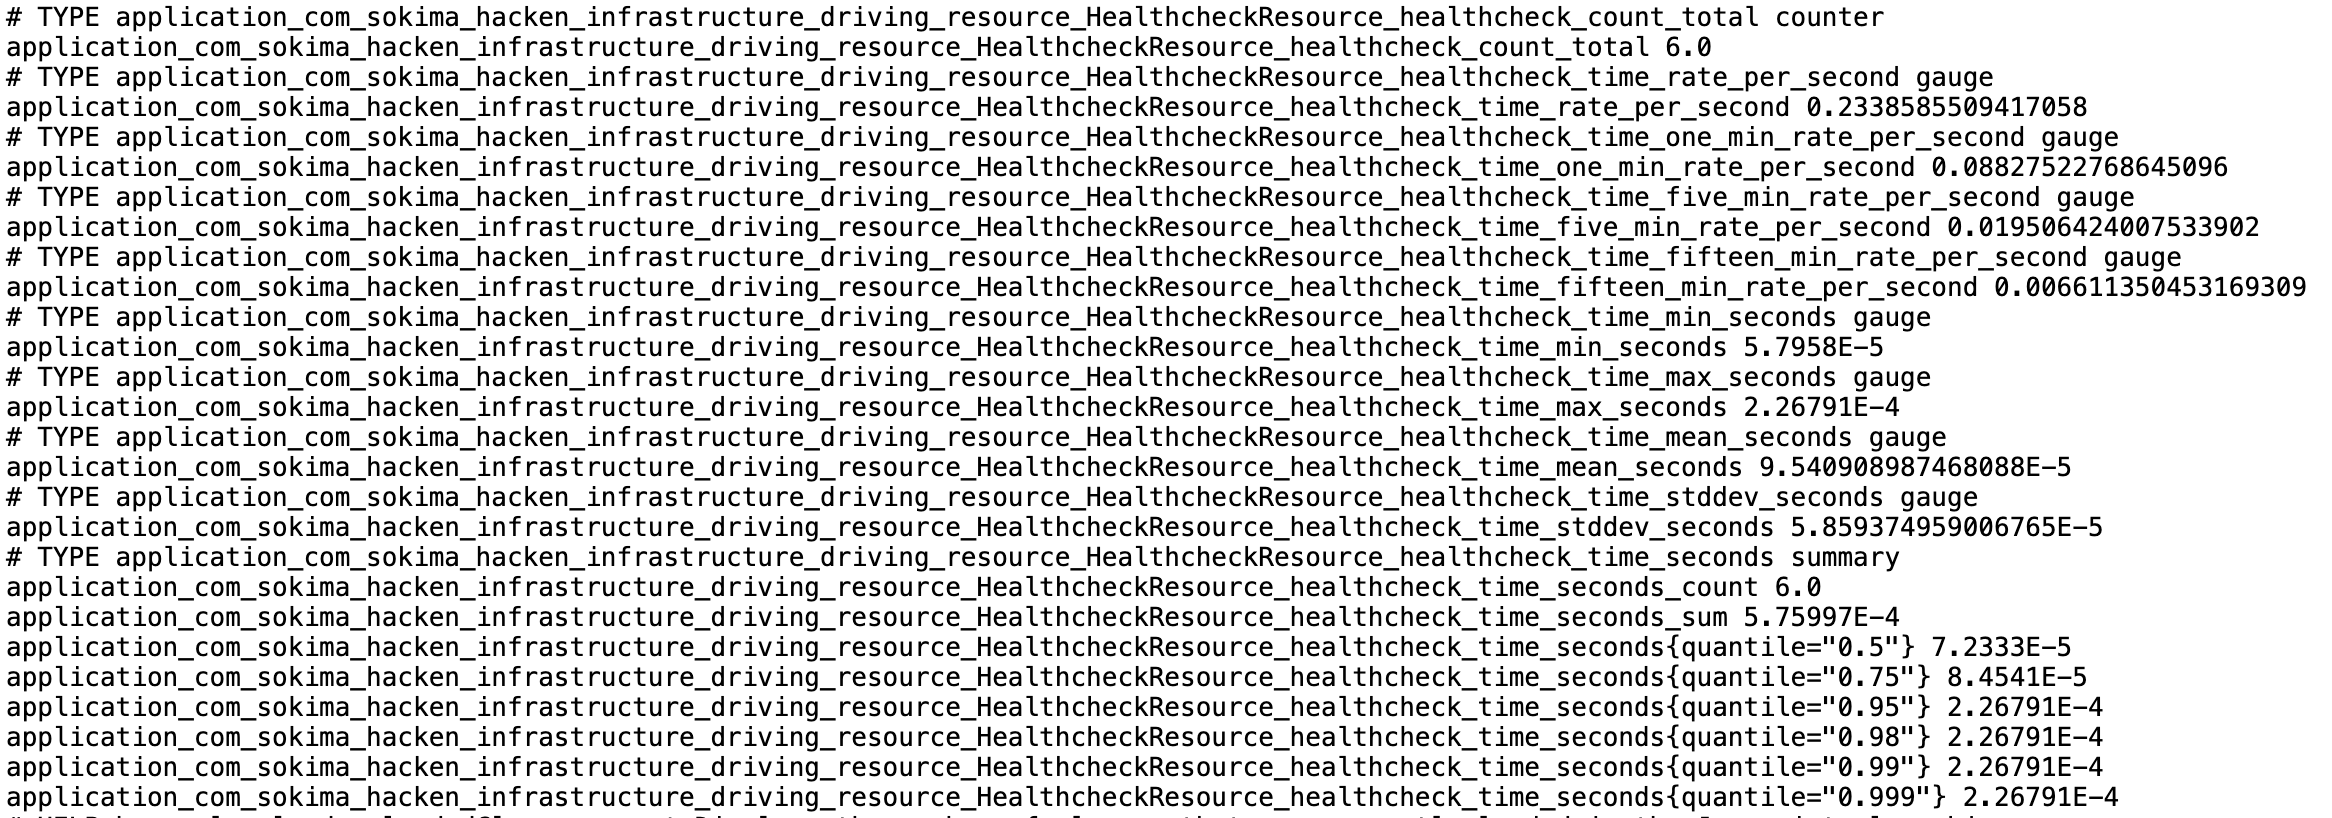 # TYPE application_com_sokima_hacken_infrastructure_driving_resource_HealthcheckResource_healthcheck_count_total counter
application_com_sokima_hacken_infrastructure_driving_resource_HealthcheckResource_healthcheck_count_total 6.0
# TYPE application_com_sokima_hacken_infrastructure_driving_resource_HealthcheckResource_healthcheck_time_rate_per_second gauge
application_com_sokima_hacken_infrastructure_driving_resource_HealthcheckResource_healthcheck_time_rate_per_second 0.2338585509417058
# TYPE application_com_sokima_hacken_infrastructure_driving_resource_HealthcheckResource_healthcheck_time_one_min_rate_per_second gauge
application_com_sokima_hacken_infrastructure_driving_resource_HealthcheckResource_healthcheck_time_one_min_rate_per_second 0.08827522768645096
# TYPE application_com_sokima_hacken_infrastructure_driving_resource_HealthcheckResource_healthcheck_time_five_min_rate_per_second gauge
application_com_sokima_hacken_infrastructure_driving_resource_HealthcheckResource_healthcheck_time_five_min_rate_per_second 0.019506424007533902
# TYPE application_com_sokima_hacken_infrastructure_driving_resource_HealthcheckResource_healthcheck_time_fifteen_min_rate_per_second gauge
application_com_sokima_hacken_infrastructure_driving_resource_HealthcheckResource_healthcheck_time_fifteen_min_rate_per_second 0.006611350453169309
# TYPE application_com_sokima_hacken_infrastructure_driving_resource_HealthcheckResource_healthcheck_time_min_seconds gauge
application_com_sokima_hacken_infrastructure_driving_resource_HealthcheckResource_healthcheck_time_min_seconds 5.7958E-5
# TYPE application_com_sokima_hacken_infrastructure_driving_resource_HealthcheckResource_healthcheck_time_max_seconds gauge
application_com_sokima_hacken_infrastructure_driving_resource_HealthcheckResource_healthcheck_time_max_seconds 2.26791E-4
# TYPE application_com_sokima_hacken_infrastructure_driving_resource_HealthcheckResource_healthcheck_time_mean_seconds gauge
application_com_sokima_hacken_infrastructure_driving_resource_HealthcheckResource_healthcheck_time_mean_seconds 9.540908987468088E-5
# TYPE application_com_sokima_hacken_infrastructure_driving_resource_HealthcheckResource_healthcheck_time_stddev_seconds gauge
application_com_sokima_hacken_infrastructure_driving_resource_HealthcheckResource_healthcheck_time_stddev_seconds 5.859374959006765E-5
# TYPE application_com_sokima_hacken_infrastructure_driving_resource_HealthcheckResource_healthcheck_time_seconds summary
application_com_sokima_hacken_infrastructure_driving_resource_HealthcheckResource_healthcheck_time_seconds_count 6.0
application_com_sokima_hacken_infrastructure_driving_resource_HealthcheckResource_healthcheck_time_seconds_sum 5.75997E-4
application_com_sokima_hacken_infrastructure_driving_resource_HealthcheckResource_healthcheck_time_seconds{quantile="0.5"} 7.2333E-5
application_com_sokima_hacken_infrastructure_driving_resource_HealthcheckResource_healthcheck_time_seconds{quantile="0.75"} 8.4541E-5
application_com_sokima_hacken_infrastructure_driving_resource_HealthcheckResource_healthcheck_time_seconds{quantile="0.95"} 2.26791E-4
application_com_sokima_hacken_infrastructure_driving_resource_HealthcheckResource_healthcheck_time_seconds{quantile="0.98"} 2.26791E-4
application_com_sokima_hacken_infrastructure_driving_resource_HealthcheckResource_healthcheck_time_seconds{quantile="0.99"} 2.26791E-4
application_com_sokima_hacken_infrastructure_driving_resource_HealthcheckResource_healthcheck_time_seconds{quantile="0.999"} 2.26791E-4